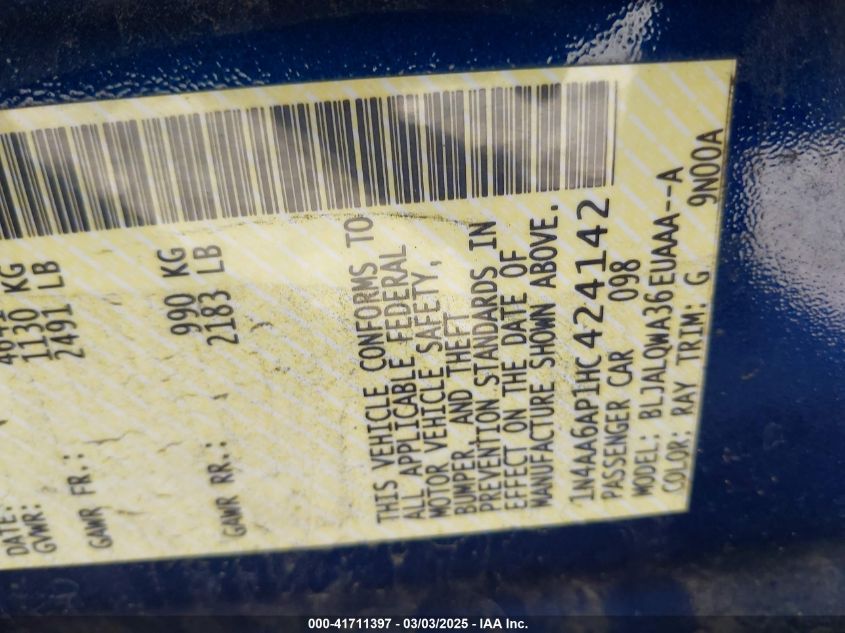 DATE:
GVWR:
GAWR FR.: 1130 KG
2491 LB
GAWR RR.: 990 KG
2183 LB
THIS VEHICLE CONFORMS TO
ALL APPLICABLE FEDERAL
MOTOR VEHICLE SAFETY,
BUMPER, AND THEFT
PREVENTION STANDARDS IN
EFFECT ON THE DATE OF
MANUFACTURE SHOWN ABOVE.
1N4AA6AP1HC424142
PASSENGER CAR 098
MODEL: BLJALQWA36EUAAA--A
COLOR: RAY TRIM: G 9N00A
000-41711397 - 03/03/2025 - IAA Inc.